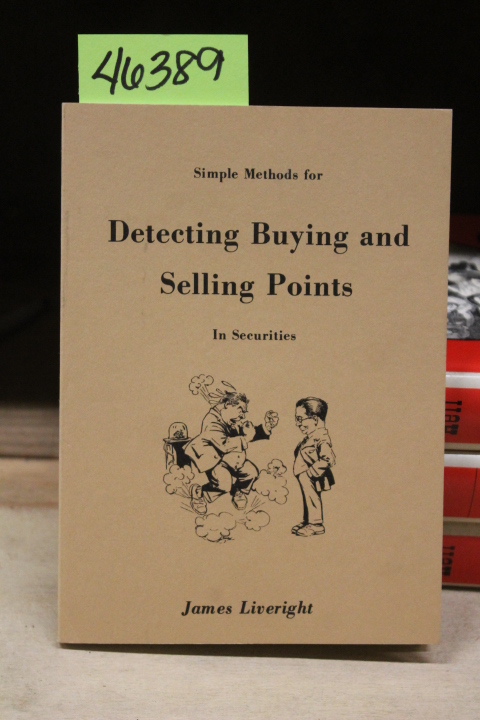 46389
Simple Methods for
Detecting Buying and
Selling Points
In Securities
James Liveright